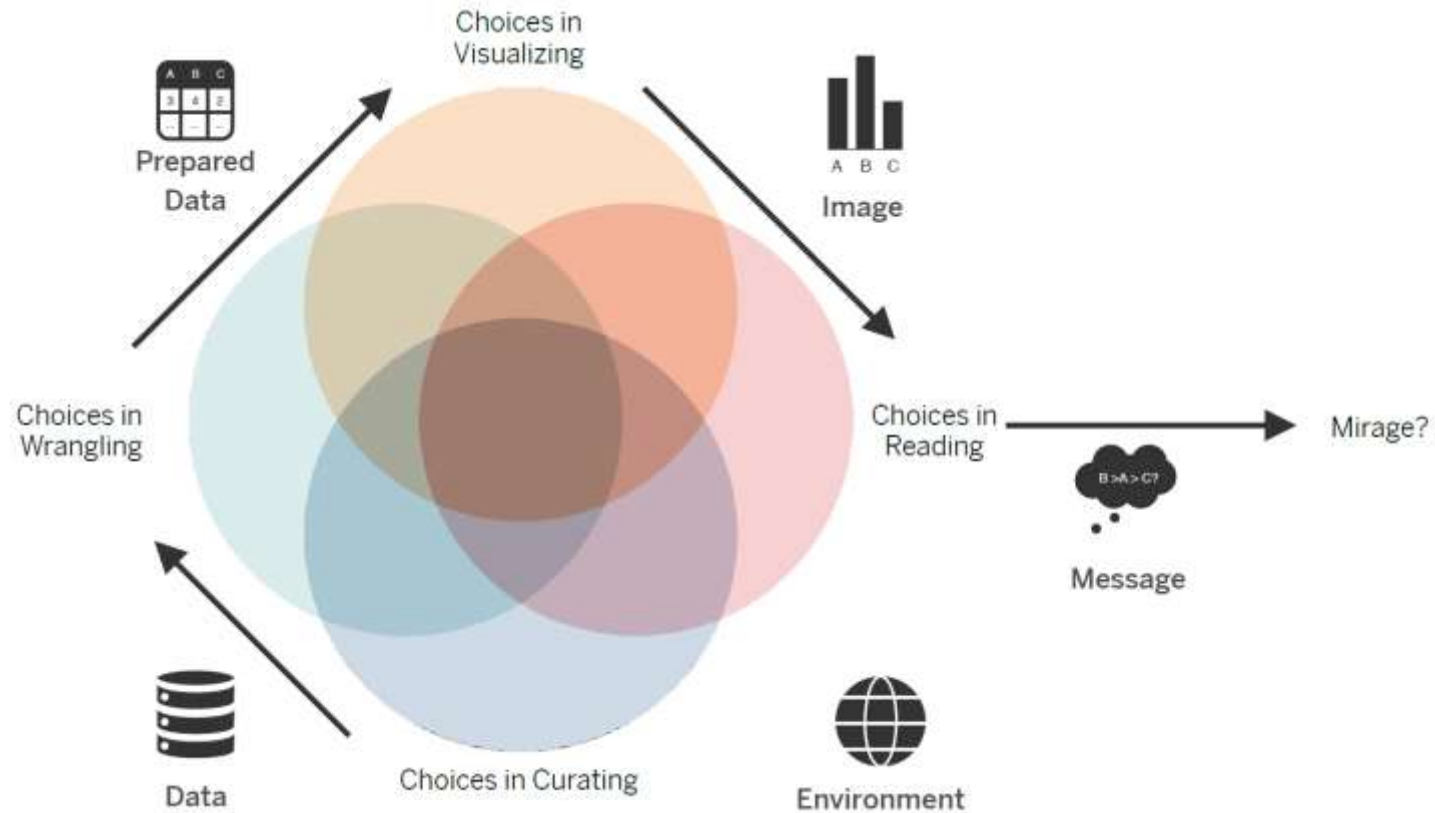 Choices in
Visualizing
A B C
3 4 2
... ... ...
Prepared
Data
A B C
Image
Choices in
Wrangling
Choices in
Reading
Mirage?
B >A > C?
Message
Data
Choices in Curating
Environment